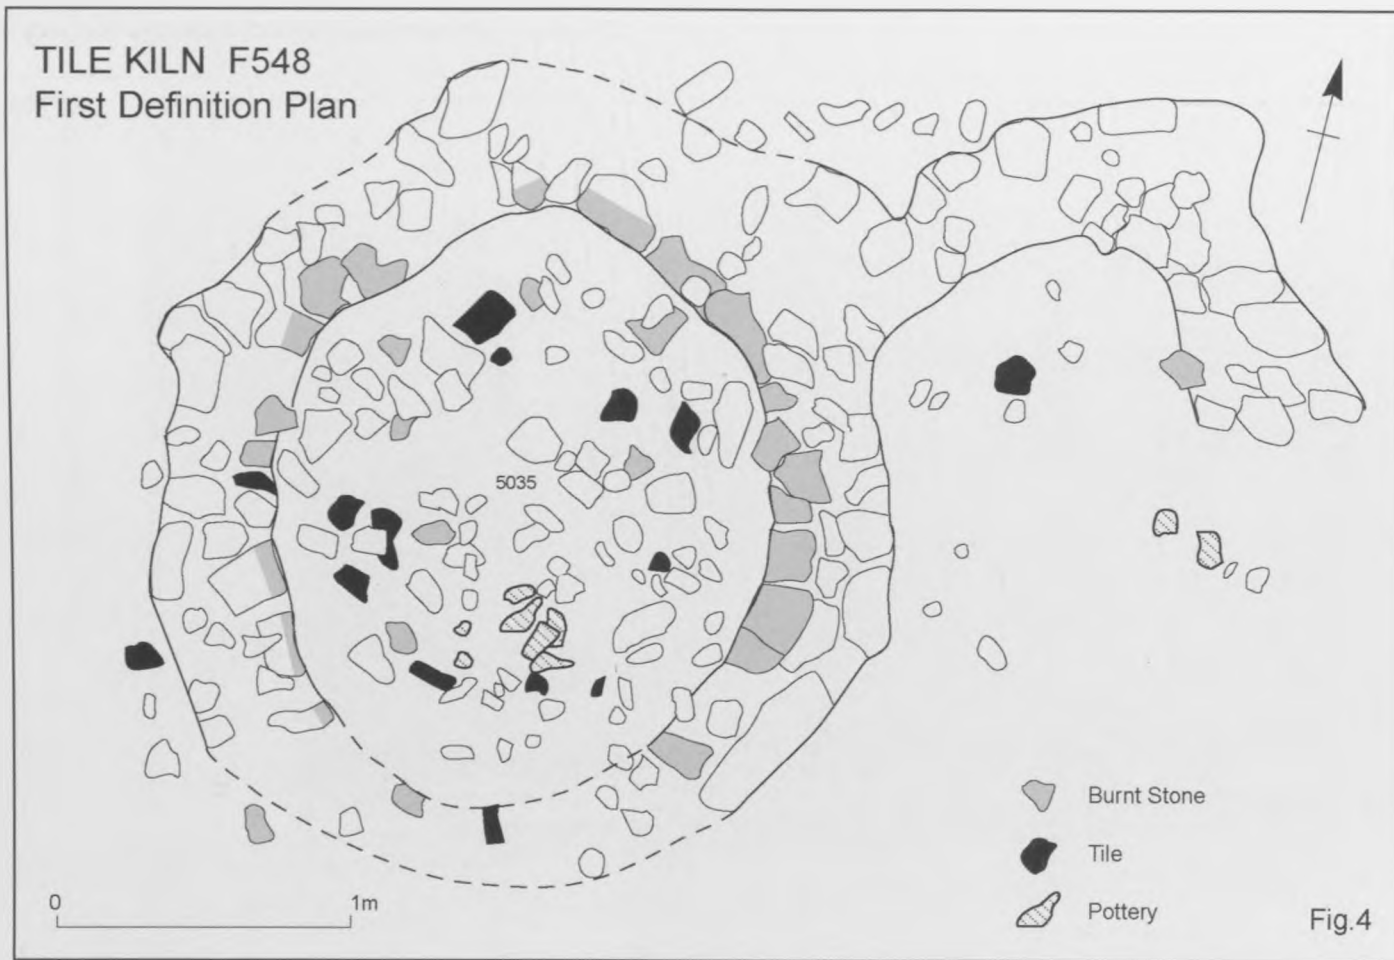 TILE KILN F548
First Definition Plan
5035
Burnt Stone
Tile
Pottery
0 1m
Fig.4